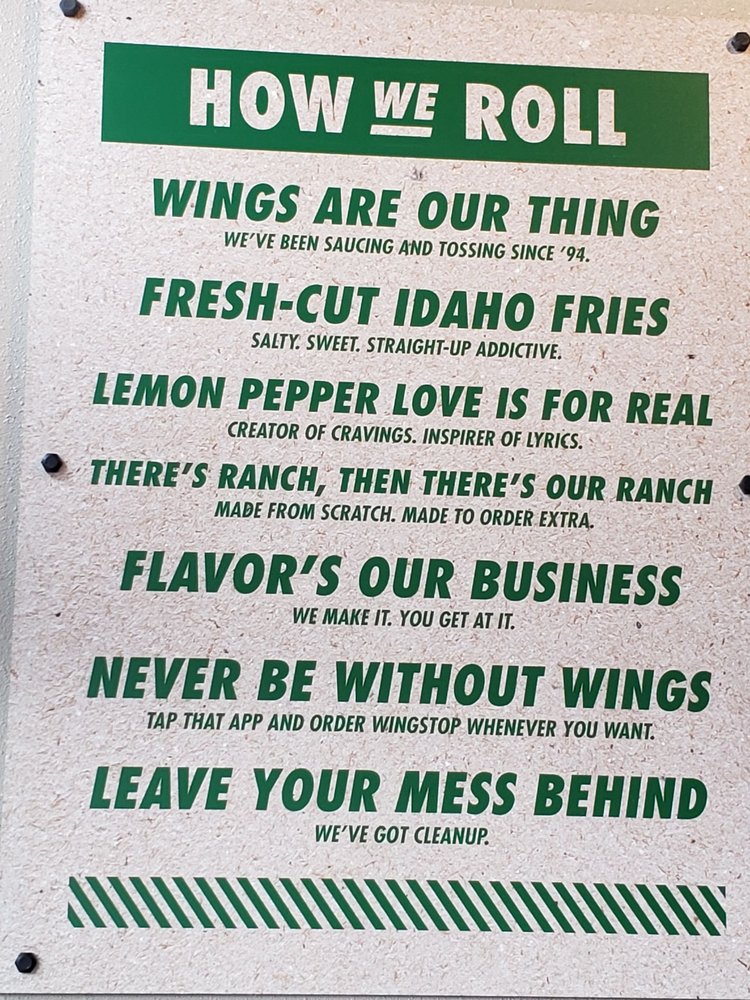 HOW WE ROLL
WINGS ARE OUR THING
WE'VE BEEN SAUCING AND TOSSING SINCE '94.
FRESH-CUT IDAHO FRIES
SALTY. SWEET. STRAIGHT-UP ADDICTIVE.
LEMON PEPPER LOVE IS FOR REAL
CREATOR OF CRAVINGS. INSPIRER OF LYRICS.
THERE'S RANCH, THEN THERE'S OUR RANCH
MADE FROM SCRATCH. MADE TO ORDER EXTRA.
FLAVOR'S OUR BUSINESS
WE MAKE IT. YOU GET AT IT.
NEVER BE WITHOUT WINGS
TAP THAT APP AND ORDER WINGSTOP WHENEVER YOU WANT.
LEAVE YOUR MESS BEHIND
WE'VE GOT CLEANUP.